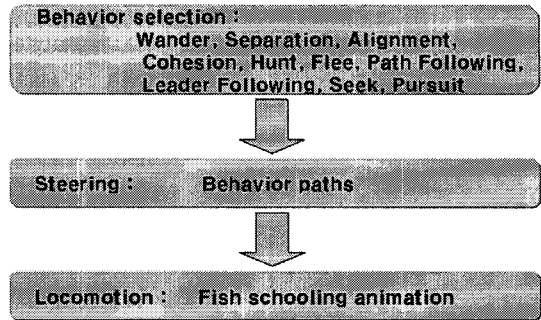 Behavior selection :
Wander, Separation, Alignment,
Cohesion, Hunt, Flee, Path Following,
Leader Following, Seek, Pursuit
Steering : Behavior paths
Locomotion : Fish schooling animation